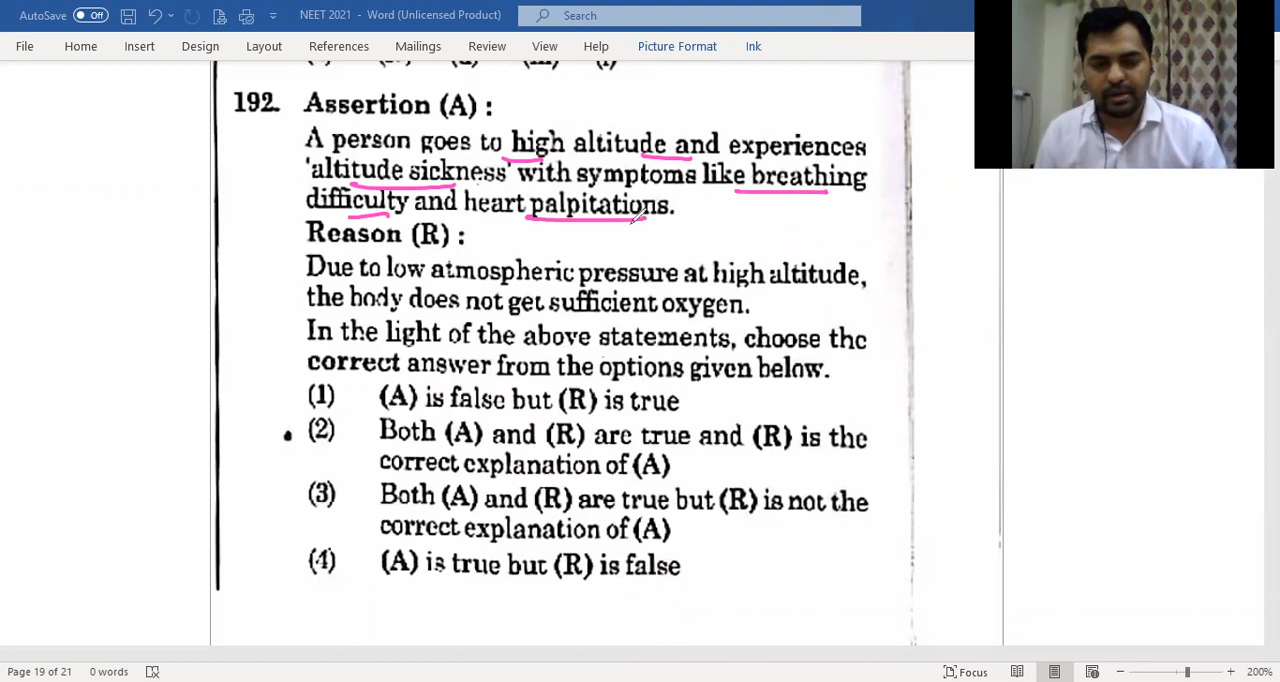 AutoSave Off NEET 2021 - Word (Unlicensed Product) Search
File Home Insert Design Layout References Mailings Review View Help Picture Format Ink
192. Assertion (A) :
A person goes to high altitude and experiences
'altitude sickness' with symptoms like breathing
difficulty and heart palpitations.
Reason (R) :
Due to low atmospheric pressure at high altitude,
the body does not get sufficient oxygen.
In the light of the above statements, choose the
correct answer from the options given below.
(1) (A) is false but (R) is true
(2) Both (A) and (R) are true and (R) is the
correct explanation of (A)
(3) Both (A) and (R) are true but (R) is not the
correct explanation of (A)
(4) (A) is true but (R) is false
Page 19 of 21 0 words Focus 200%